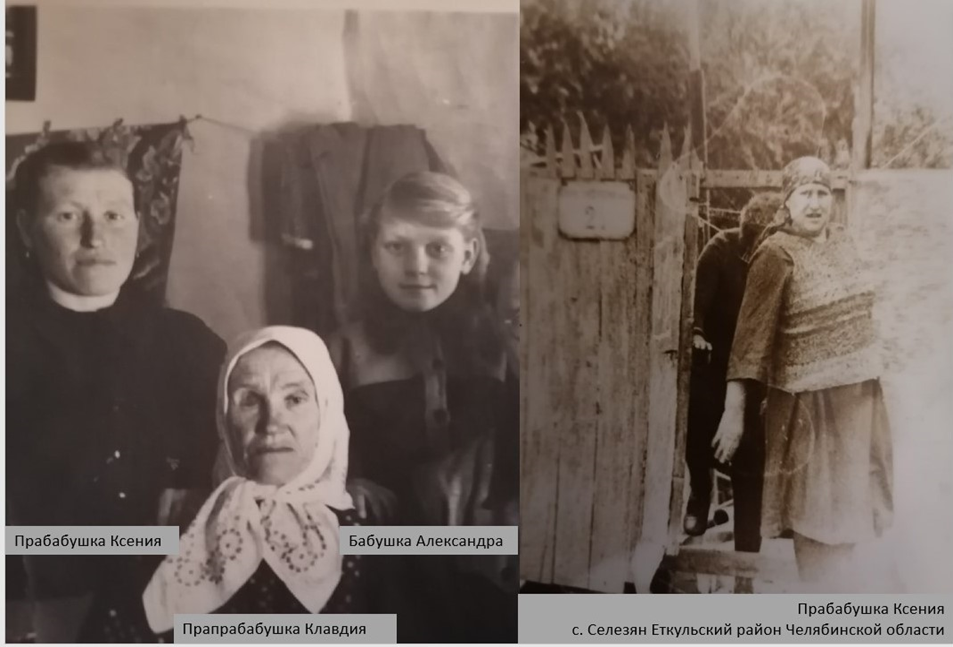 2
Прабабушка Ксения
Бабушка Александра
Прапрабабушка Клавдия
Прабабушка Ксения
с. Селезян Еткульский район Челябинской области